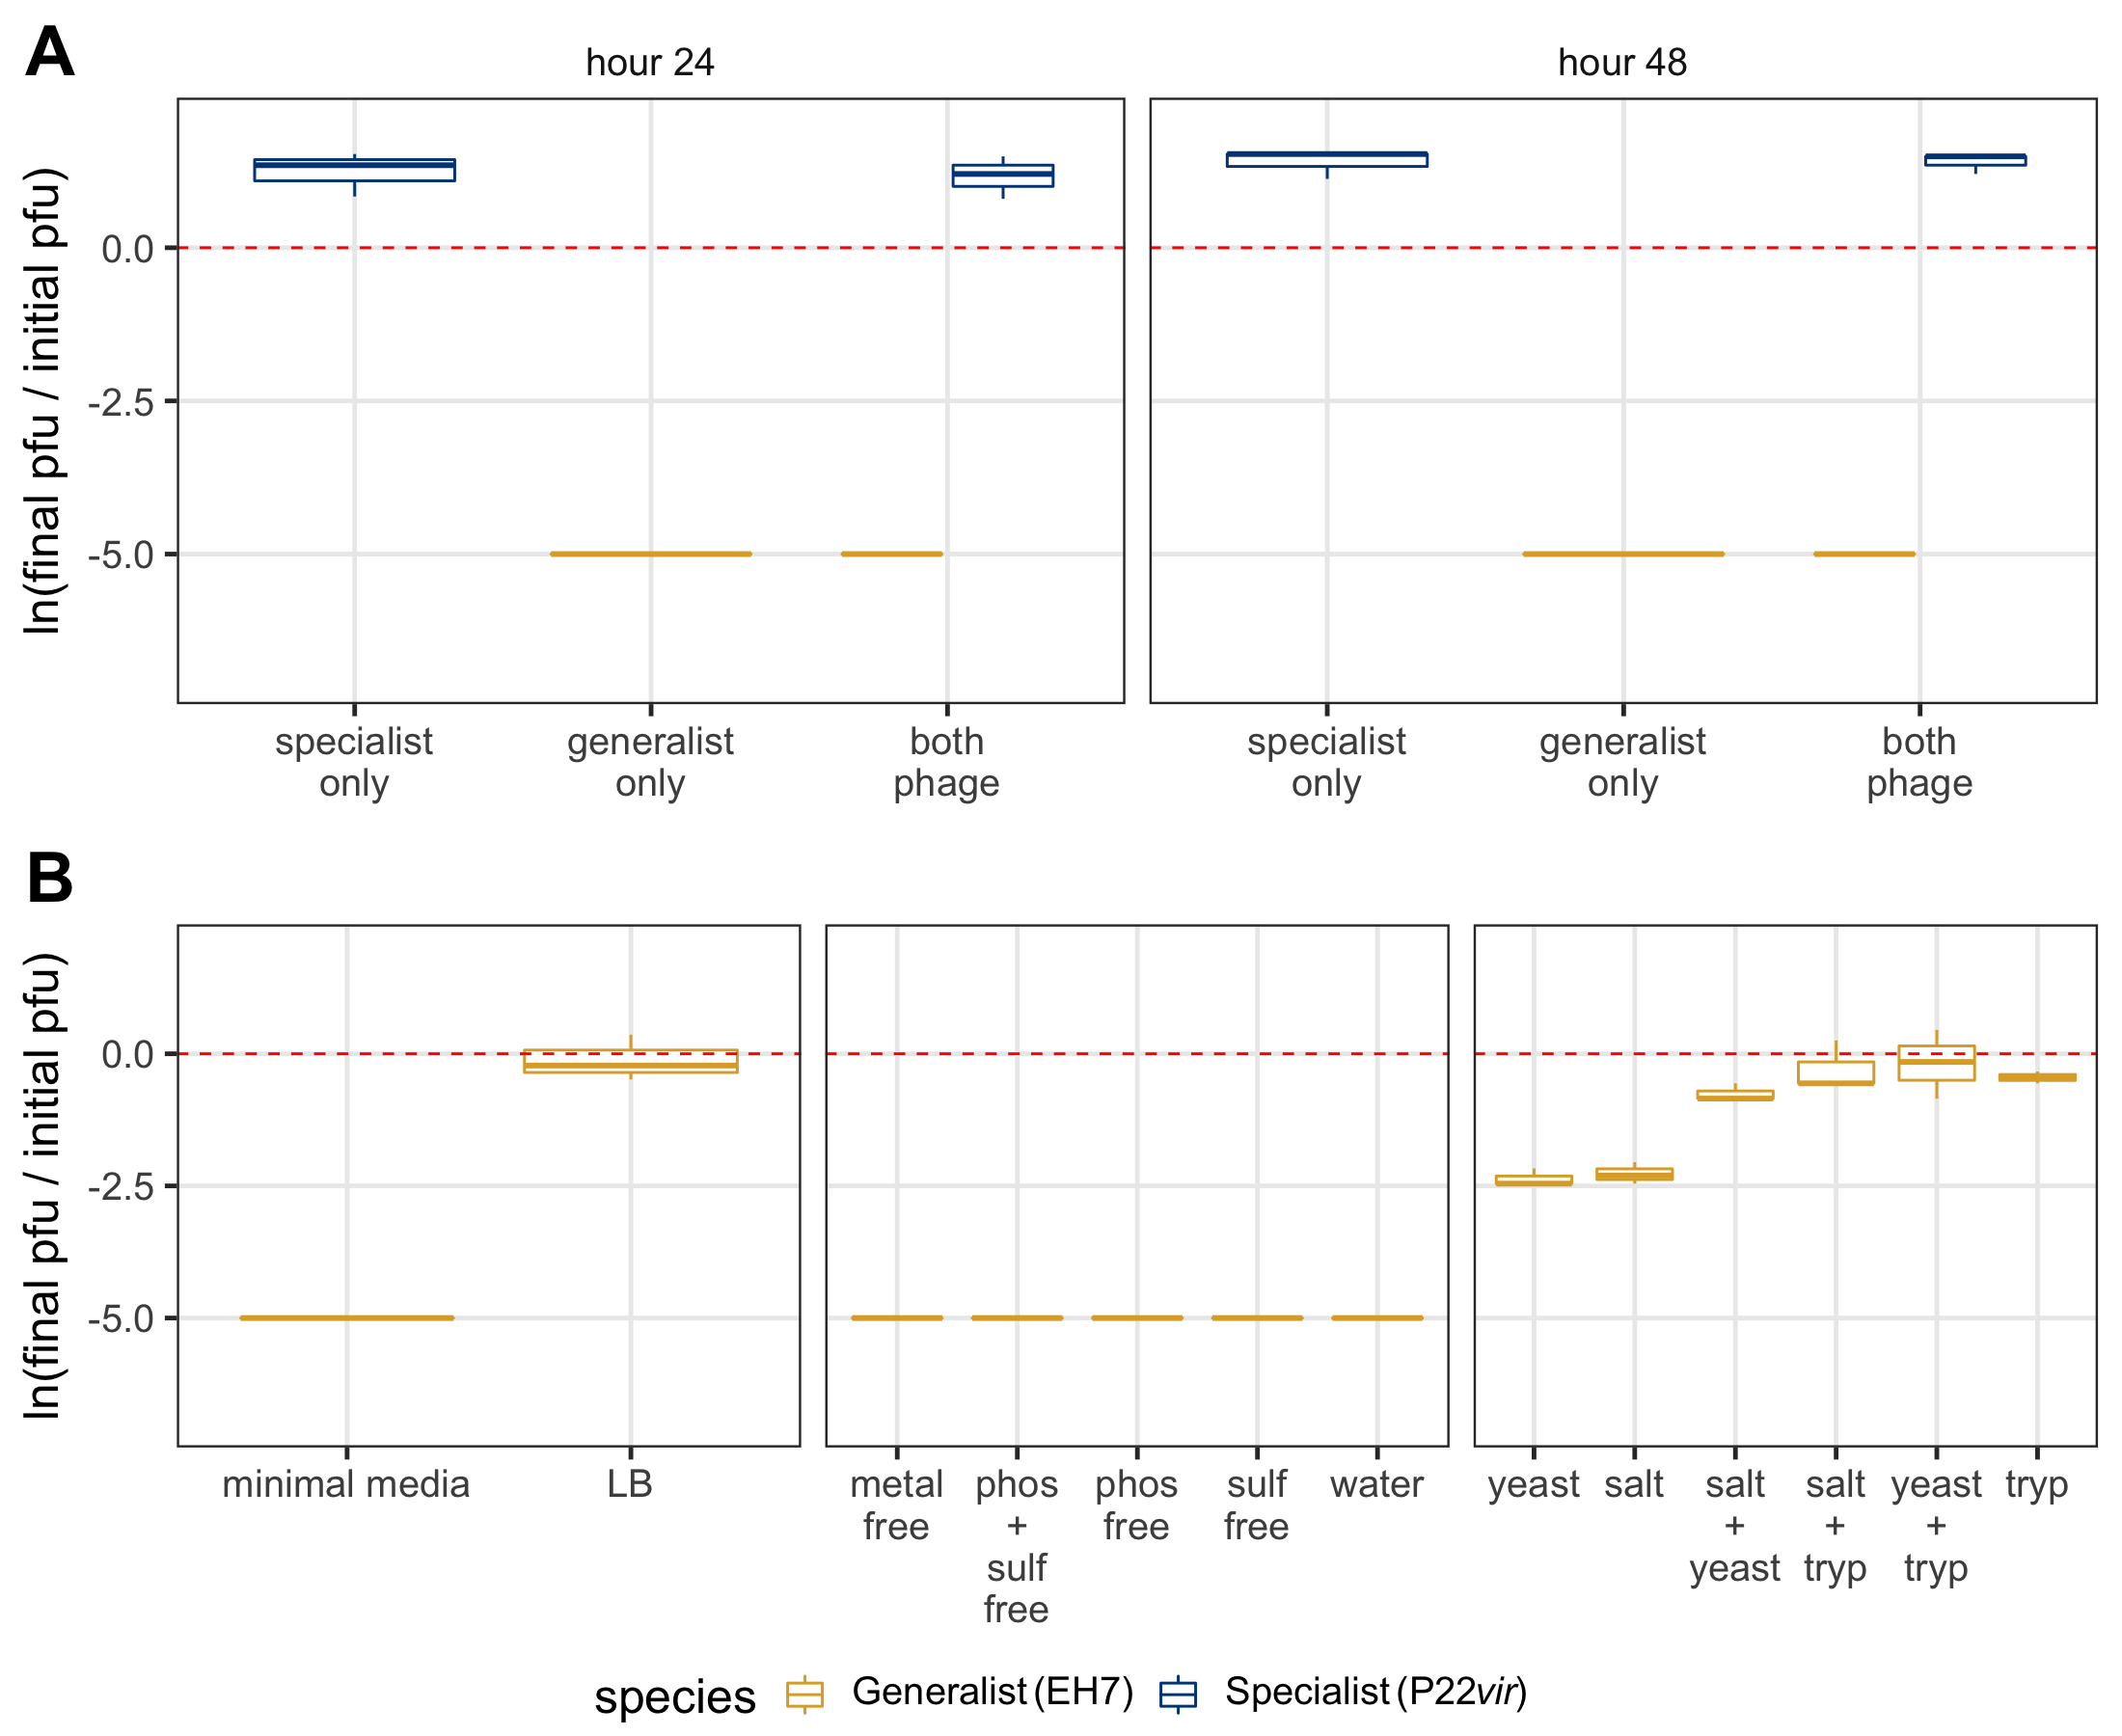 A
hour 24
hour 48
ln(final pfu / initial pfu)
0.0
-2.5
-5.0
specialist only
generalist only
both phage
specialist only
generalist only
both phage
B
ln(final pfu / initial pfu)
0.0
-2.5
-5.0
minimal media
LB
metal free
phos + sulf free
phos free
sulf free
water
yeast
salt
salt + yeast
salt + tryp
yeast + tryp
tryp
species Generalist (EH7) Specialist (P22vir)